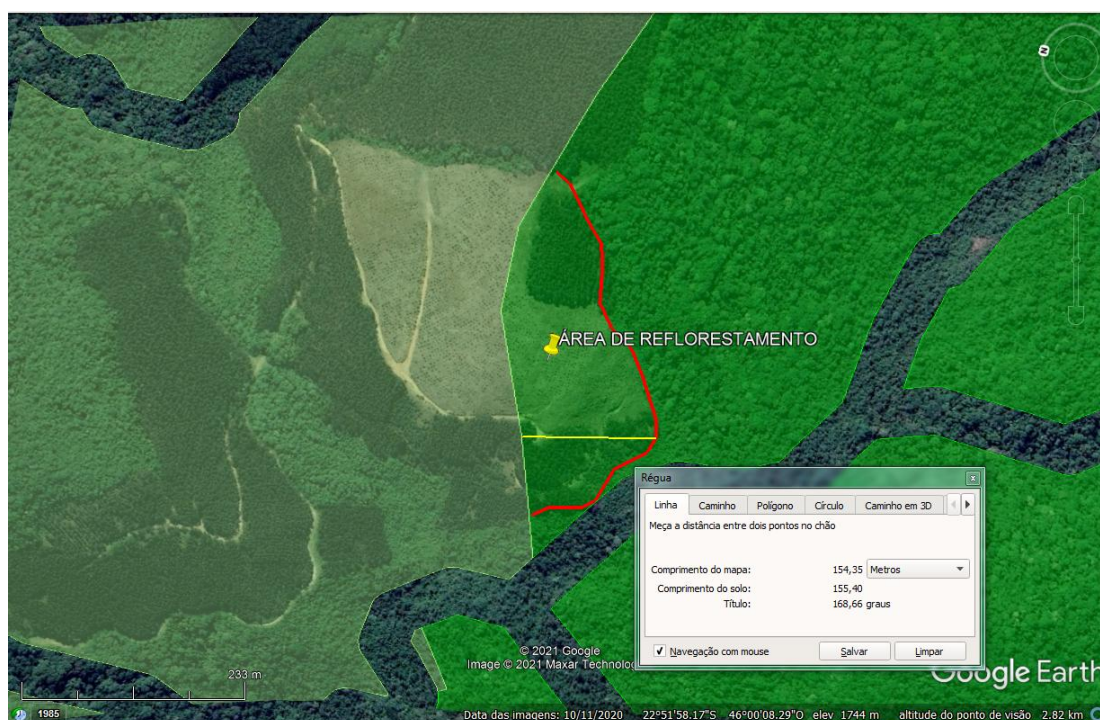 N
ÁREA DE REFLORESTAMENTO
Régua
Linha Caminho Polígono Círculo Caminho em 3D
Meça a distância entre dois pontos no chão
Comprimento do mapa: 154,35 Metros
Comprimento do solo: 155,40
Título: 168,66 graus
Navegação com mouse Salvar Limpar
© 2021 Google
Image © 2021 Maxar Technolog
Google Earth
233 m
1985
Data das imagens: 10/11/2020 22°51'58.17"S 46°00'08.29"O elev 1744 m altitude do ponto de visão 2.82 km